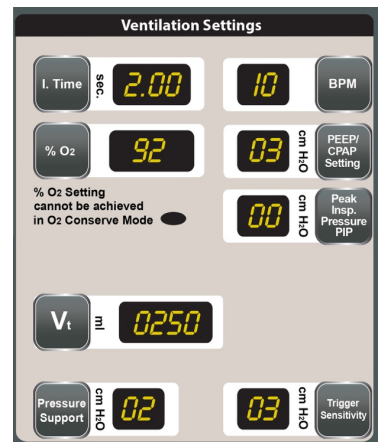 Ventilation Settings
I. Time
sec.
2.00
10
BPM
% O2
92
03
cm H2O
PEEP/
CPAP
Setting
% O2 Setting
cannot be achieved
in O2 Conserve Mode
00
cm H2O
Peak
Insp.
Pressure
PIP
Vt
ml
0250
Pressure
Support
cm H2O
02
03
cm H2O
Trigger
Sensitivity